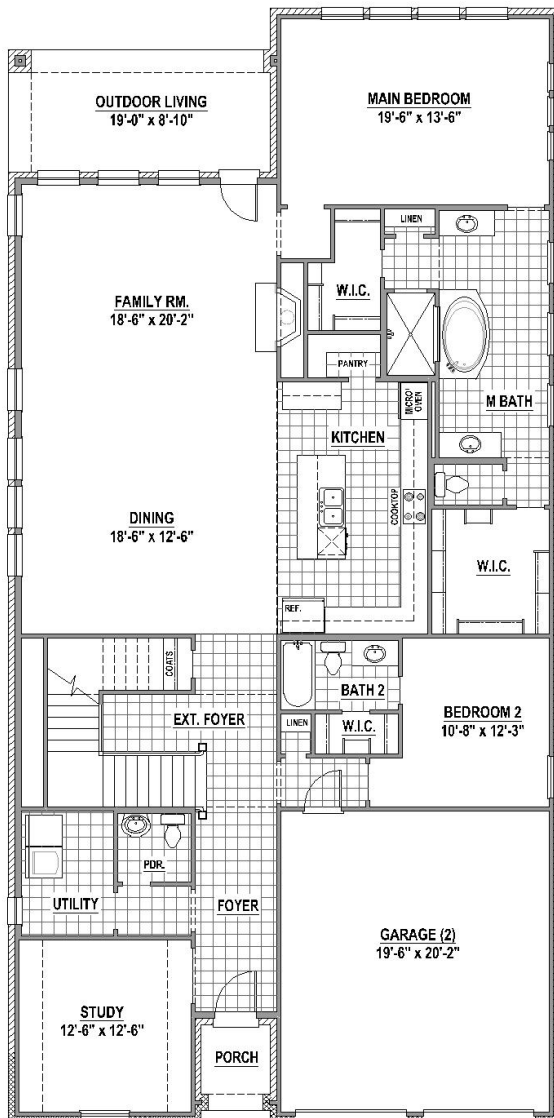 OUTDOOR LIVING
19'-0" x 8'-10"
MAIN BEDROOM
19'-6" x 13'-6"
LINEN
W.I.C.
FAMILY RM.
18'-6" x 20'-2"
PANTRY
MICRO/
OVEN
M BATH
KITCHEN
COOKTOP
DINING
18'-6" x 12'-6"
W.I.C.
REF.
COATS
BATH 2
BEDROOM 2
10'-8" x 12'-3"
EXT. FOYER
LINEN
W.I.C.
PDR.
UTILITY
FOYER
GARAGE (2)
19'-6" x 20'-2"
STUDY
12'-6" x 12'-6"
PORCH